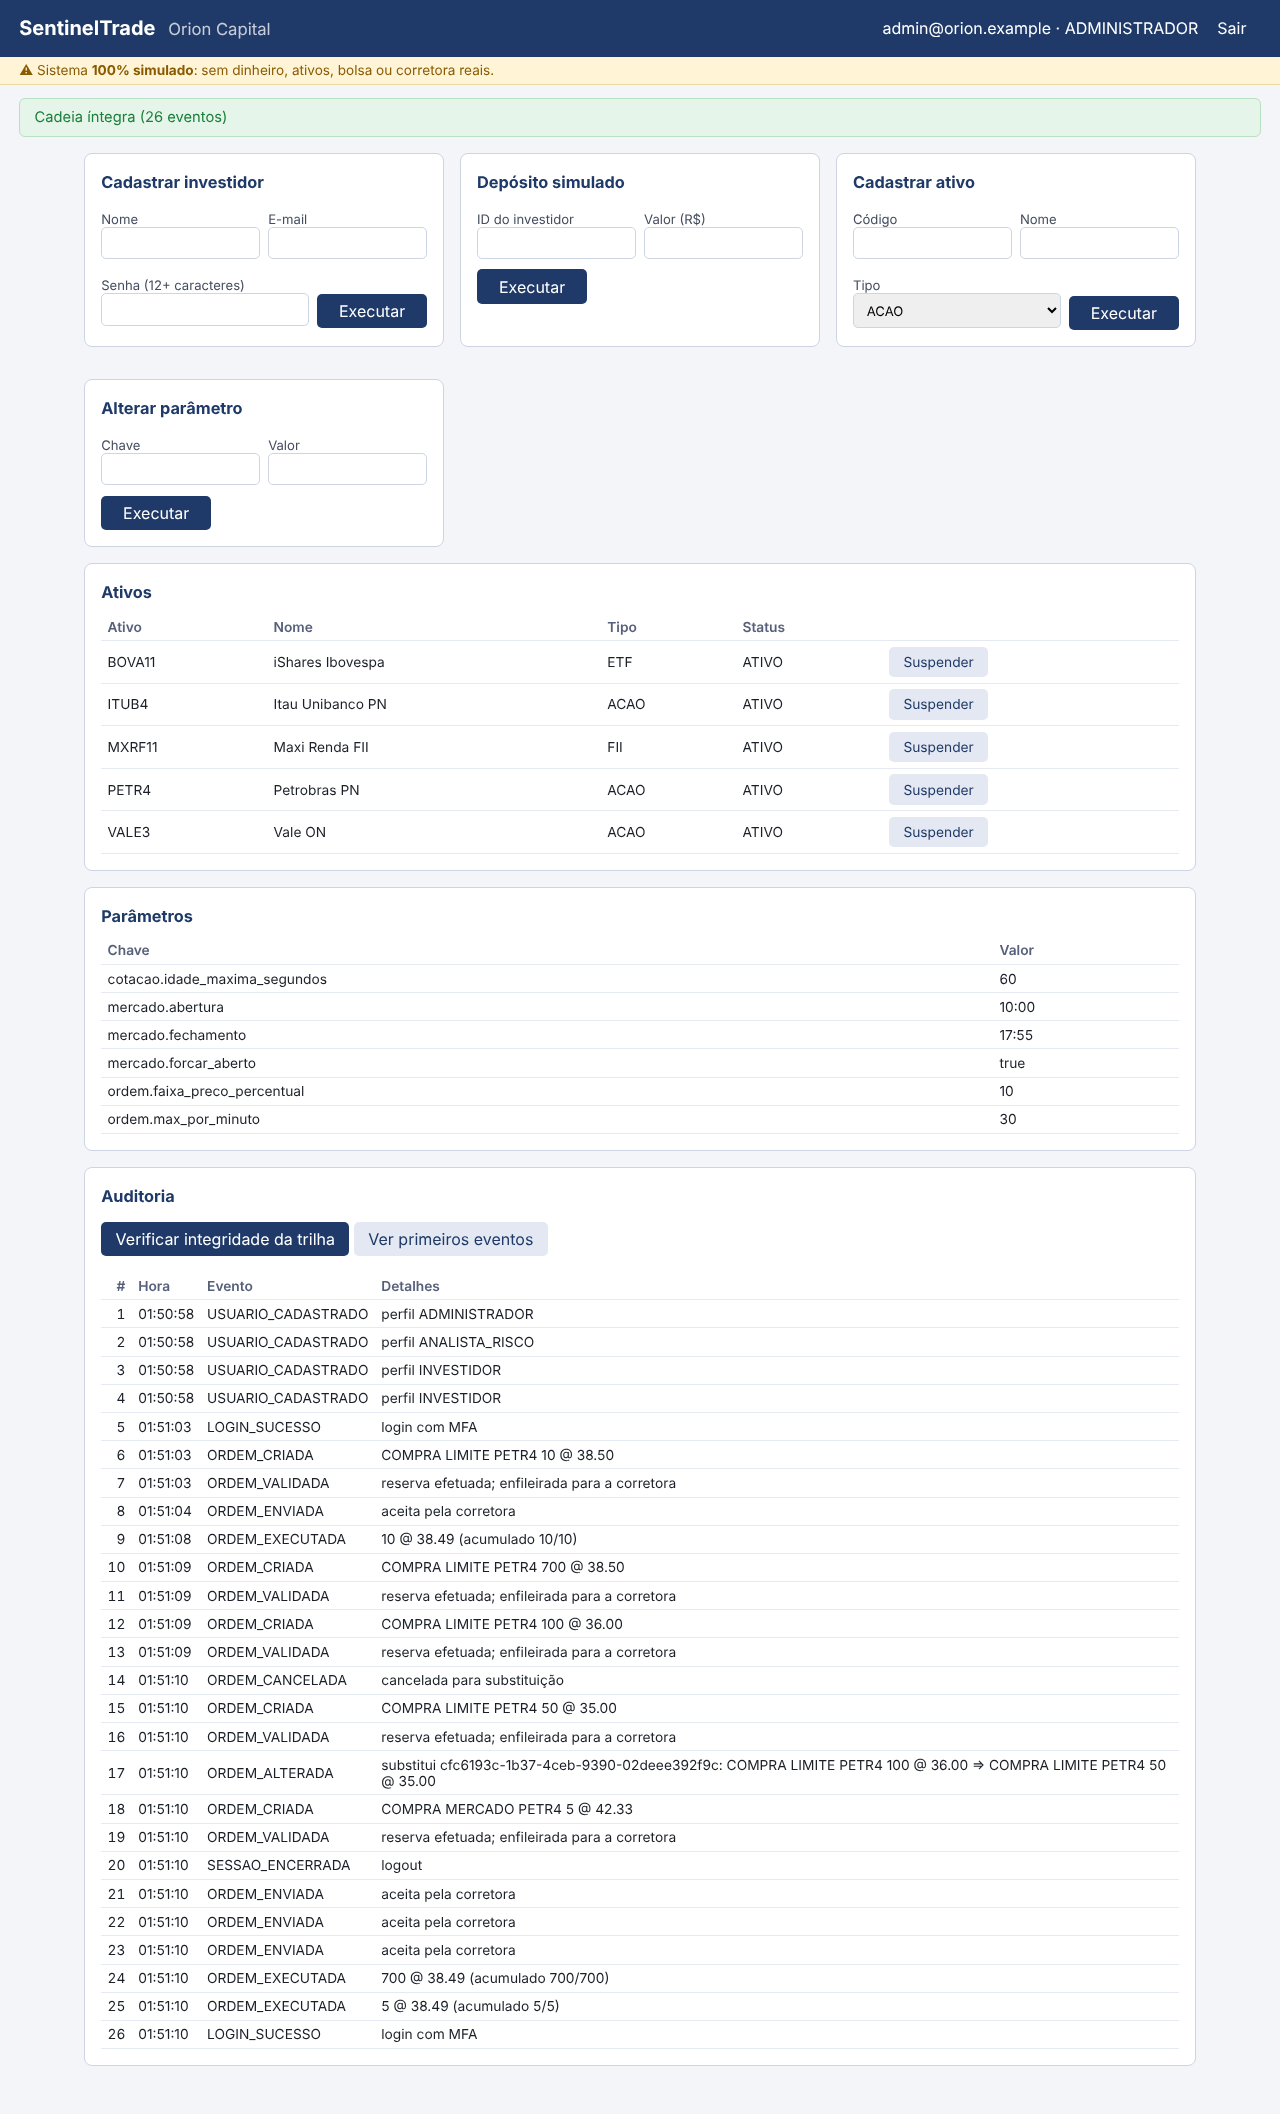 SentinelTrade Orion Capital admin@orion.example · ADMINISTRADOR Sair
⚠ Sistema 100% simulado: sem dinheiro, ativos, bolsa ou corretora reais.
Cadeia íntegra (26 eventos)
Cadastrar investidor
Nome E-mail
Senha (12+ caracteres)
Executar
Depósito simulado
ID do investidor Valor (R$)
Executar
Cadastrar ativo
Código Nome
Tipo
ACAO Executar
Alterar parâmetro
Chave Valor
Executar
Ativos
Ativo Nome Tipo Status
BOVA11 iShares Ibovespa ETF ATIVO Suspender
ITUB4 Itau Unibanco PN ACAO ATIVO Suspender
MXRF11 Maxi Renda FII FII ATIVO Suspender
PETR4 Petrobras PN ACAO ATIVO Suspender
VALE3 Vale ON ACAO ATIVO Suspender
Parâmetros
Chave Valor
cotacao.idade_maxima_segundos 60
mercado.abertura 10:00
mercado.fechamento 17:55
mercado.forcar_aberto true
ordem.faixa_preco_percentual 10
ordem.max_por_minuto 30
Auditoria
Verificar integridade da trilha Ver primeiros eventos
# Hora Evento Detalhes
1 01:50:58 USUARIO_CADASTRADO perfil ADMINISTRADOR
2 01:50:58 USUARIO_CADASTRADO perfil ANALISTA_RISCO
3 01:50:58 USUARIO_CADASTRADO perfil INVESTIDOR
4 01:50:58 USUARIO_CADASTRADO perfil INVESTIDOR
5 01:51:03 LOGIN_SUCESSO login com MFA
6 01:51:03 ORDEM_CRIADA COMPRA LIMITE PETR4 10 @ 38.50
7 01:51:03 ORDEM_VALIDADA reserva efetuada; enfileirada para a corretora
8 01:51:04 ORDEM_ENVIADA aceita pela corretora
9 01:51:08 ORDEM_EXECUTADA 10 @ 38.49 (acumulado 10/10)
10 01:51:09 ORDEM_CRIADA COMPRA LIMITE PETR4 700 @ 38.50
11 01:51:09 ORDEM_VALIDADA reserva efetuada; enfileirada para a corretora
12 01:51:09 ORDEM_CRIADA COMPRA LIMITE PETR4 100 @ 36.00
13 01:51:09 ORDEM_VALIDADA reserva efetuada; enfileirada para a corretora
14 01:51:10 ORDEM_CANCELADA cancelada para substituição
15 01:51:10 ORDEM_CRIADA COMPRA LIMITE PETR4 50 @ 35.00
16 01:51:10 ORDEM_VALIDADA reserva efetuada; enfileirada para a corretora
17 01:51:10 ORDEM_ALTERADA substitui cfc6193c-1b37-4ceb-9390-02deee392f9c: COMPRA LIMITE PETR4 100 @ 36.00 => COMPRA LIMITE PETR4 50
@ 35.00
18 01:51:10 ORDEM_CRIADA COMPRA MERCADO PETR4 5 @ 42.33
19 01:51:10 ORDEM_VALIDADA reserva efetuada; enfileirada para a corretora
20 01:51:10 SESSAO_ENCERRADA logout
21 01:51:10 ORDEM_ENVIADA aceita pela corretora
22 01:51:10 ORDEM_ENVIADA aceita pela corretora
23 01:51:10 ORDEM_ENVIADA aceita pela corretora
24 01:51:10 ORDEM_EXECUTADA 700 @ 38.49 (acumulado 700/700)
25 01:51:10 ORDEM_EXECUTADA 5 @ 38.49 (acumulado 5/5)
26 01:51:10 LOGIN_SUCESSO login com MFA